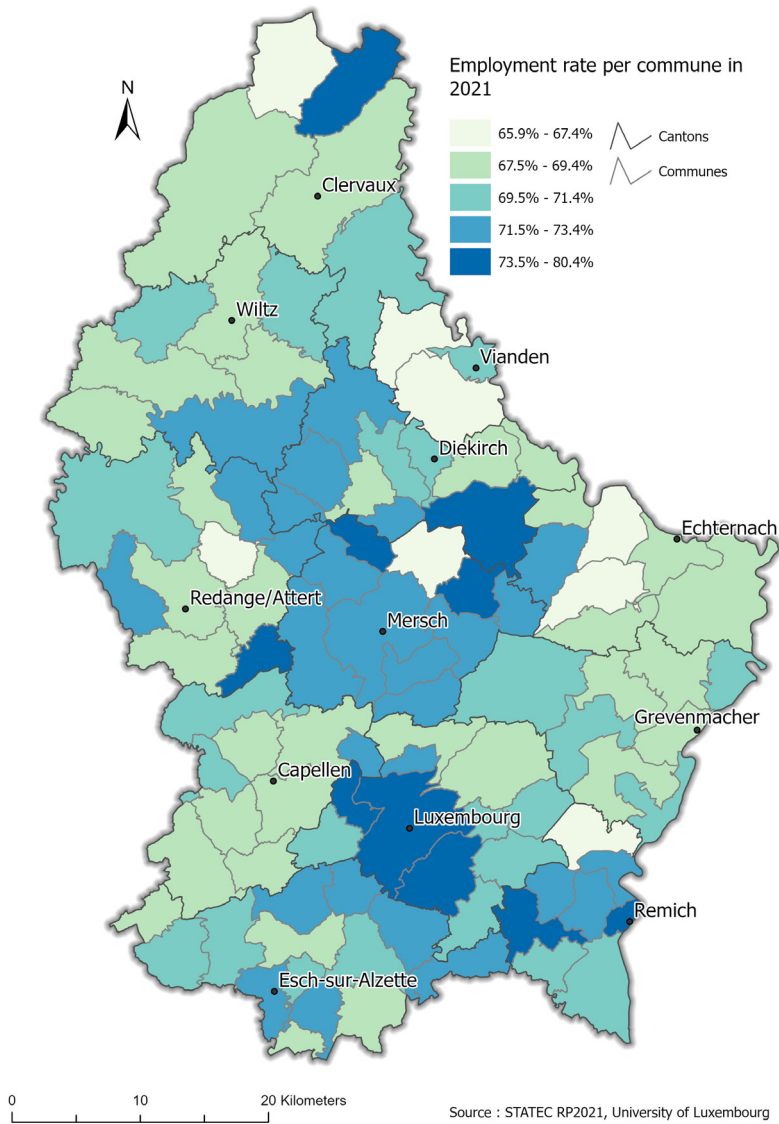 Employment rate per commune in
2021
N
65.9% - 67.4%
67.5% - 69.4%
69.5% - 71.4%
71.5% - 73.4%
73.5% - 80.4%
Cantons
Communes
Clervaux
Wiltz
Vianden
Diekirch
Echternach
Redange/Attert
Mersch
Grevenmacher
Capellen
Luxembourg
Remich
Esch-sur-Alzette
0 10 20 Kilometers
Source : STATEC RP2021, University of Luxembourg